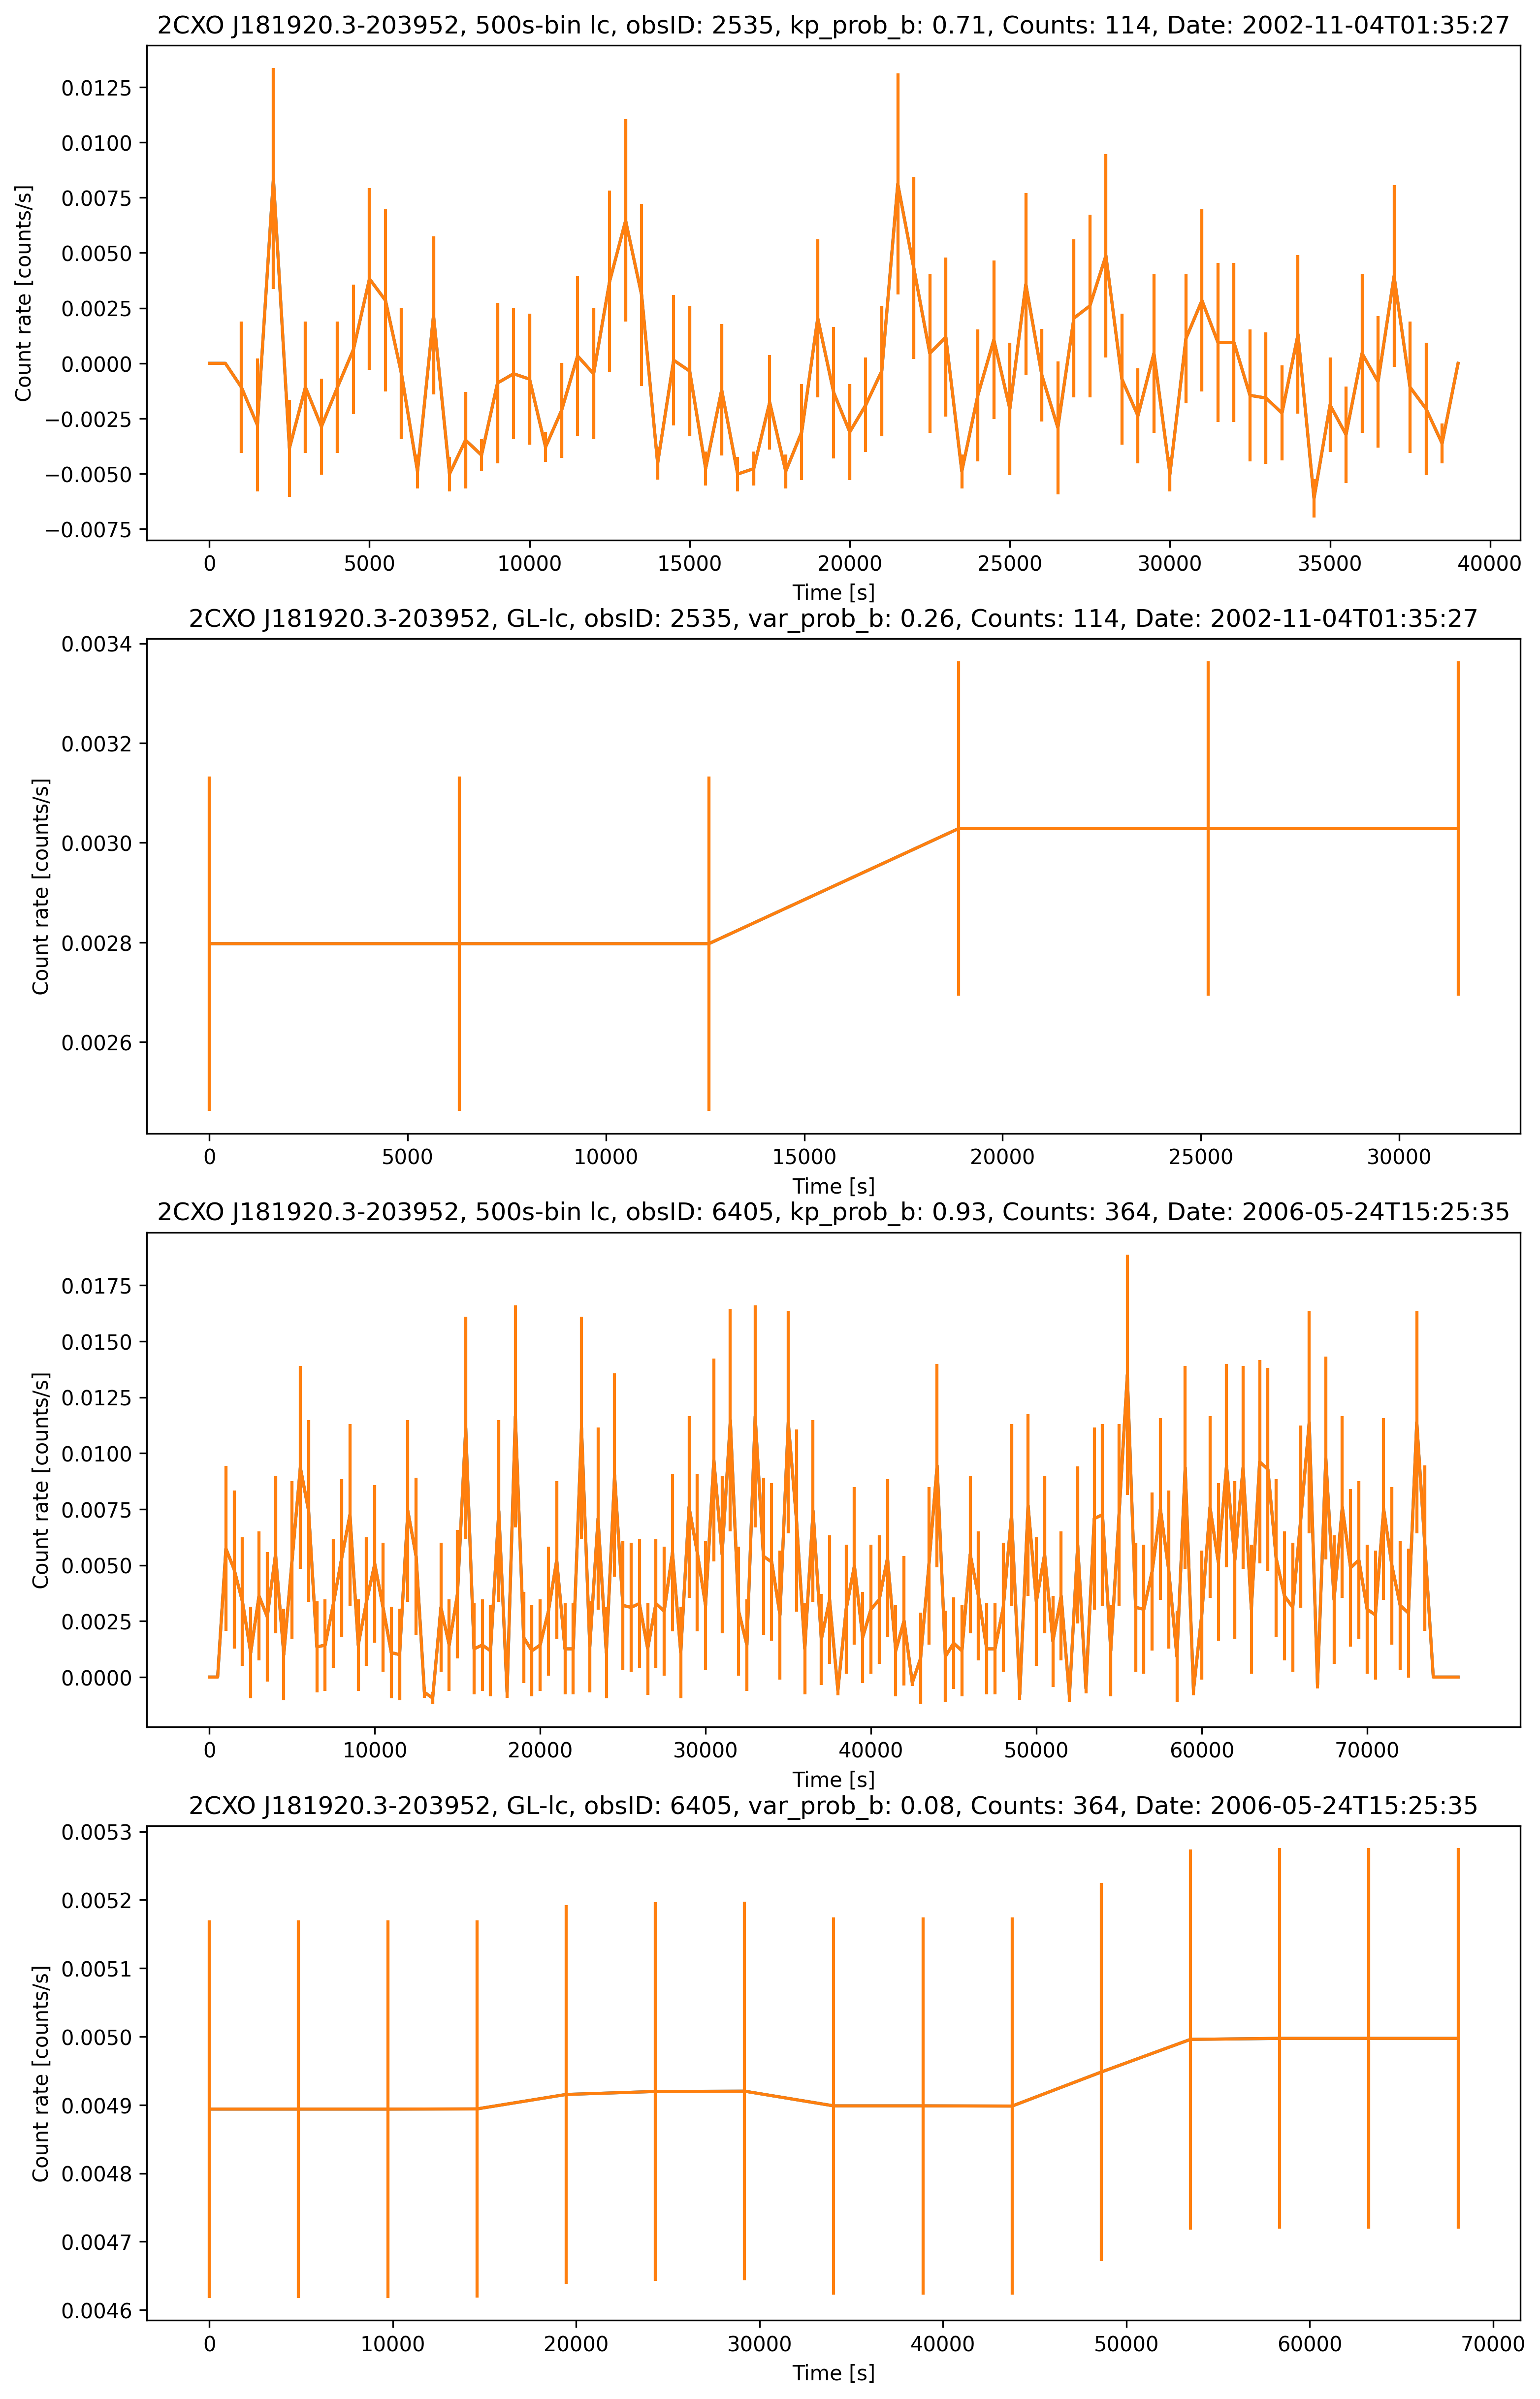 2CXO J181920.3-203952, 500s-bin lc, obsID: 2535, kp_prob_b: 0.71, Counts: 114, Date: 2002-11-04T01:35:27
Count rate [counts/s]
0.0125
0.0100
0.0075
0.0050
0.0025
0.0000
−0.0025
−0.0050
−0.0075
0 5000 10000 15000 20000 25000 30000 35000 40000
Time [s]
2CXO J181920.3-203952, GL-lc, obsID: 2535, var_prob_b: 0.26, Counts: 114, Date: 2002-11-04T01:35:27
Count rate [counts/s]
0.0034
0.0032
0.0030
0.0028
0.0026
0 5000 10000 15000 20000 25000 30000
Time [s]
2CXO J181920.3-203952, 500s-bin lc, obsID: 6405, kp_prob_b: 0.93, Counts: 364, Date: 2006-05-24T15:25:35
Count rate [counts/s]
0.0175
0.0150
0.0125
0.0100
0.0075
0.0050
0.0025
0.0000
0 10000 20000 30000 40000 50000 60000 70000
Time [s]
2CXO J181920.3-203952, GL-lc, obsID: 6405, var_prob_b: 0.08, Counts: 364, Date: 2006-05-24T15:25:35
Count rate [counts/s]
0.0053
0.0052
0.0051
0.0050
0.0049
0.0048
0.0047
0.0046
0 10000 20000 30000 40000 50000 60000 70000
Time [s]